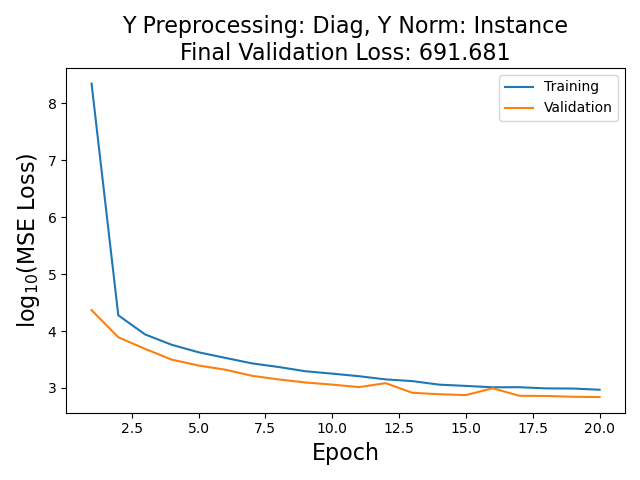 Y Preprocessing: Diag, Y Norm: Instance
Final Validation Loss: 691.681
Training
Validation
log₁₀(MSE Loss)
8
7
6
5
4
3
2.5 5.0 7.5 10.0 12.5 15.0 17.5 20.0
Epoch